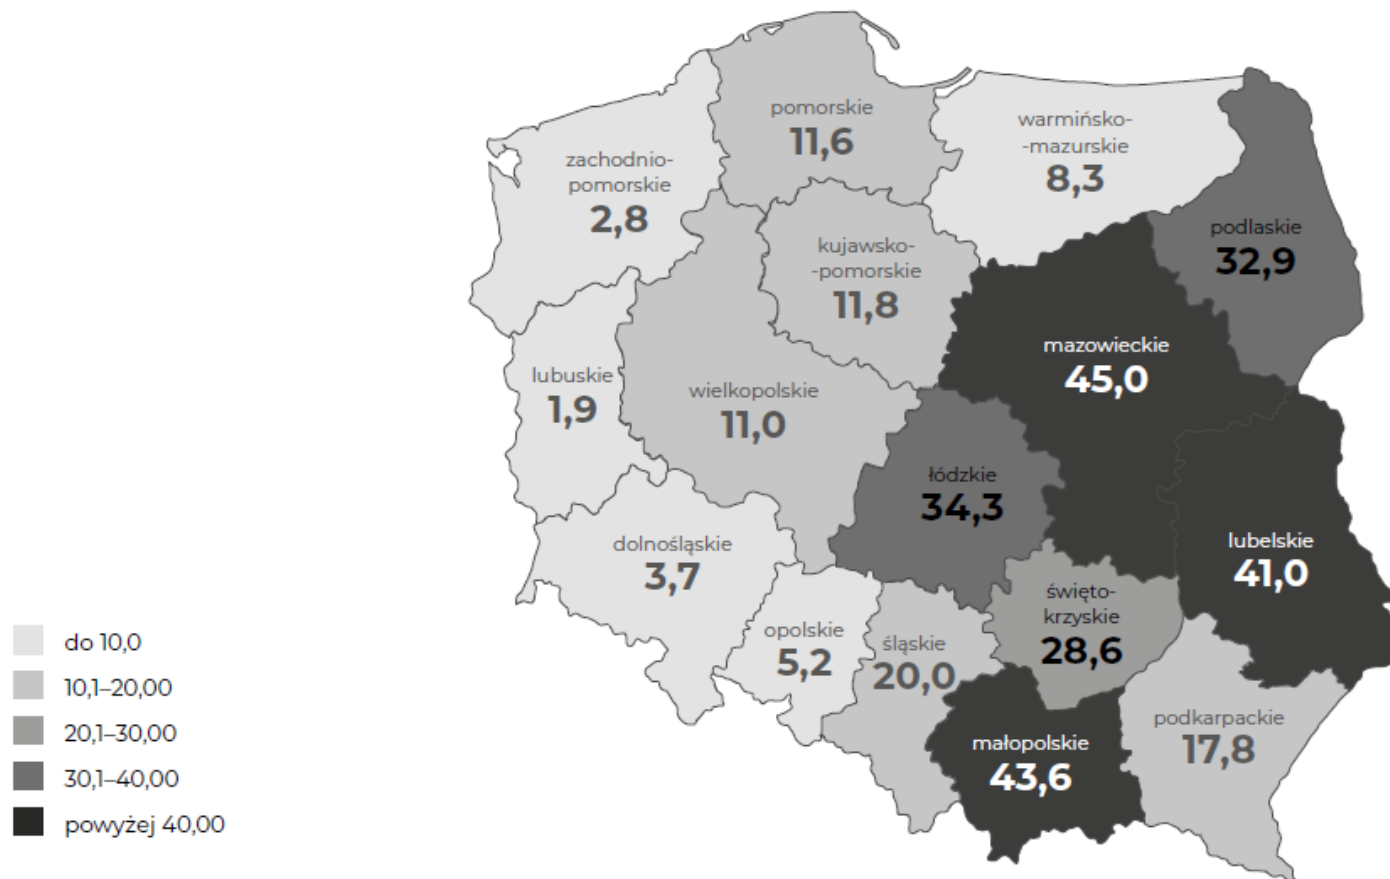 pomorskie
11,6
warmińsko-
-mazurskie
8,3
zachodnio-
pomorskie
2,8
podlaskie
32,9
kujawsko-
-pomorskie
11,8
mazowieckie
45,0
lubuskie
1,9
wielkopolskie
11,0
łódzkie
34,3
dolnośląskie
3,7
lubelskie
41,0
święto-
krzyskie
28,6
opolskie
5,2
śląskie
20,0
podkarpackie
17,8
małopolskie
43,6
do 10,0
10,1–20,00
20,1–30,00
30,1–40,00
powyżej 40,00